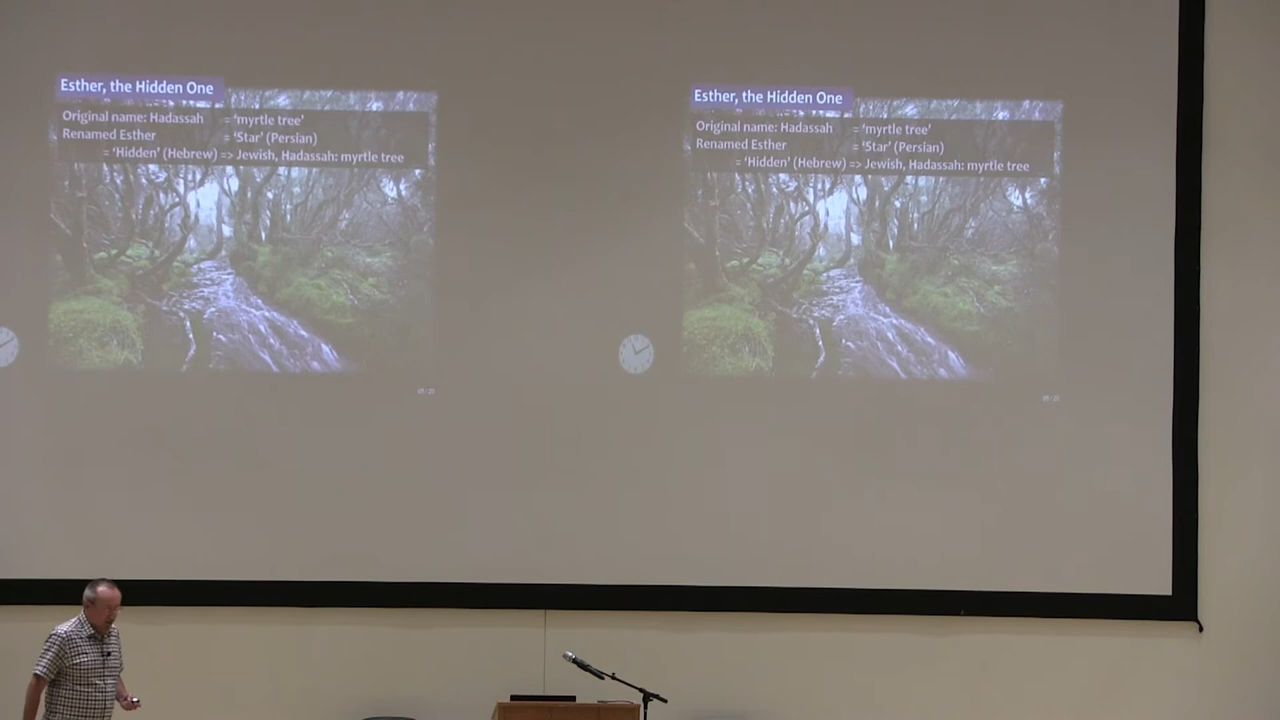 Esther, the Hidden One
Original name: Hadassah = 'myrtle tree'
Renamed Esther = 'Star' (Persian)
= 'Hidden' (Hebrew) => Jewish, Hadassah: myrtle tree
Esther, the Hidden One
Original name: Hadassah = 'myrtle tree'
Renamed Esther = 'Star' (Persian)
= 'Hidden' (Hebrew) => Jewish, Hadassah: myrtle tree